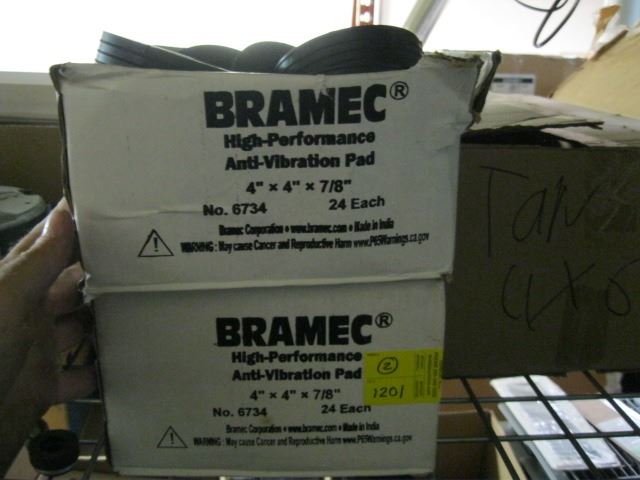 BRAMEC®
High-Performance
Anti-Vibration Pad
4" × 4" × 7/8"
No. 6734 24 Each
Bramec Corporation • www.bramec.com • Made in India
WARNING: May cause Cancer and Reproductive Harm www.P65Warnings.ca.gov
BRAMEC®
High-Performance
Anti-Vibration Pad
4" × 4" × 7/8"
No. 6734 24 Each
Bramec Corporation • www.bramec.com • Made in India
WARNING: May cause Cancer and Reproductive Harm www.P65Warnings.ca.gov
2
120/